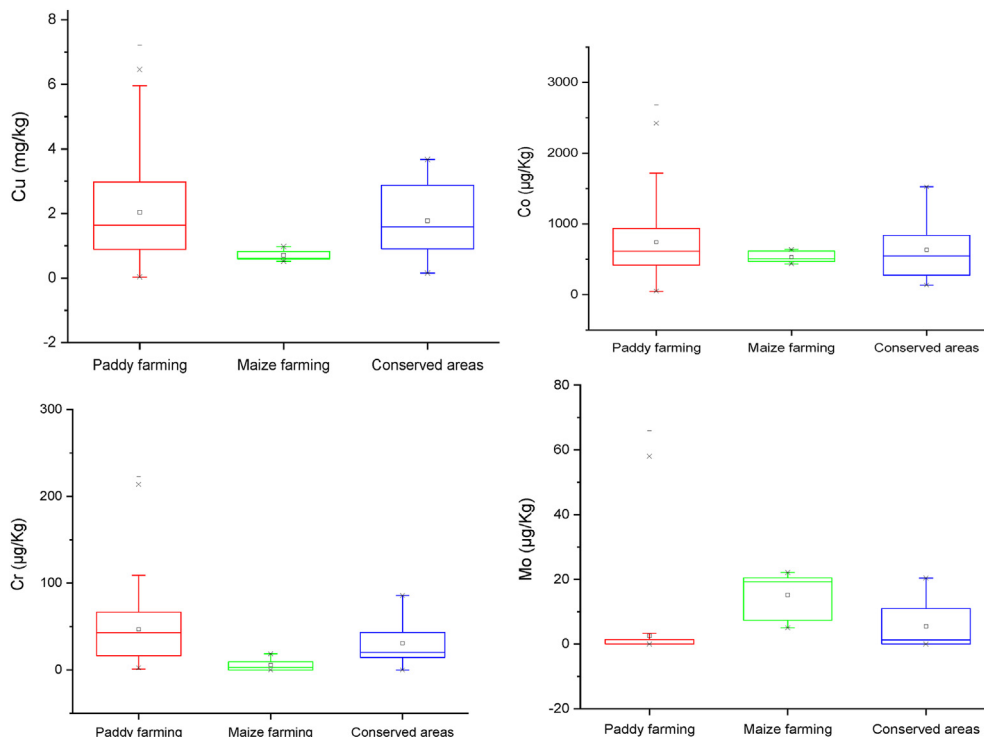 8
6
4
2
0
-2
Cu (mg/kg)
Paddy farming Maize farming Conserved areas
3000
2000
1000
0
Co (µg/Kg)
Paddy farming Maize farming Conserved areas
300
200
100
0
Cr (µg/Kg)
Paddy farming Maize farming Conserved areas
80
60
40
20
0
-20
Mo (µg/Kg)
Paddy farming Maize farming Conserved areas